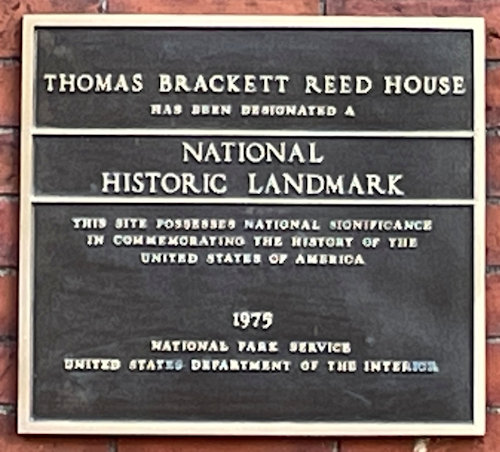 THOMAS BRACKETT REED HOUSE
HAS BEEN DESIGNATED A
NATIONAL
HISTORIC LANDMARK
THIS SITE POSSESSES NATIONAL SIGNIFICANCE
IN COMMEMORATING THE HISTORY OF THE
UNITED STATES OF AMERICA
1975
NATIONAL PARK SERVICE
UNITED STATES DEPARTMENT OF THE INTERIOR